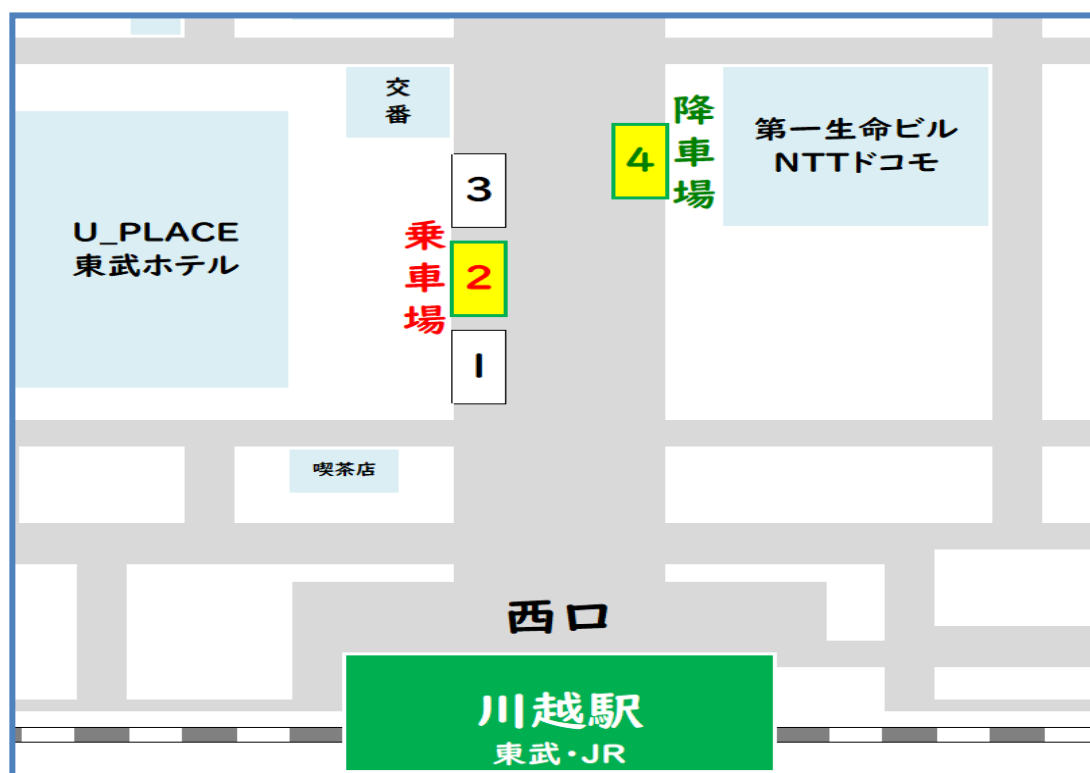 交
番
降
車
場
第一生命ビル
NTTドコモ
4
3
U_PLACE
東武ホテル
乗
車
場
2
1
喫茶店
西口
川越駅
東武・JR